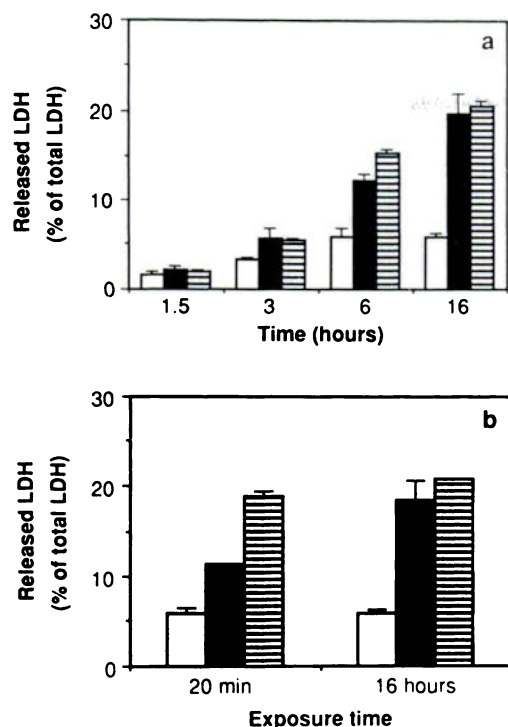 30
a
20
10
0
Released LDH
(% of total LDH)
1.5 3 6 16
Time (hours)
30
b
20
10
0
Released LDH
(% of total LDH)
20 min 16 hours
Exposure time